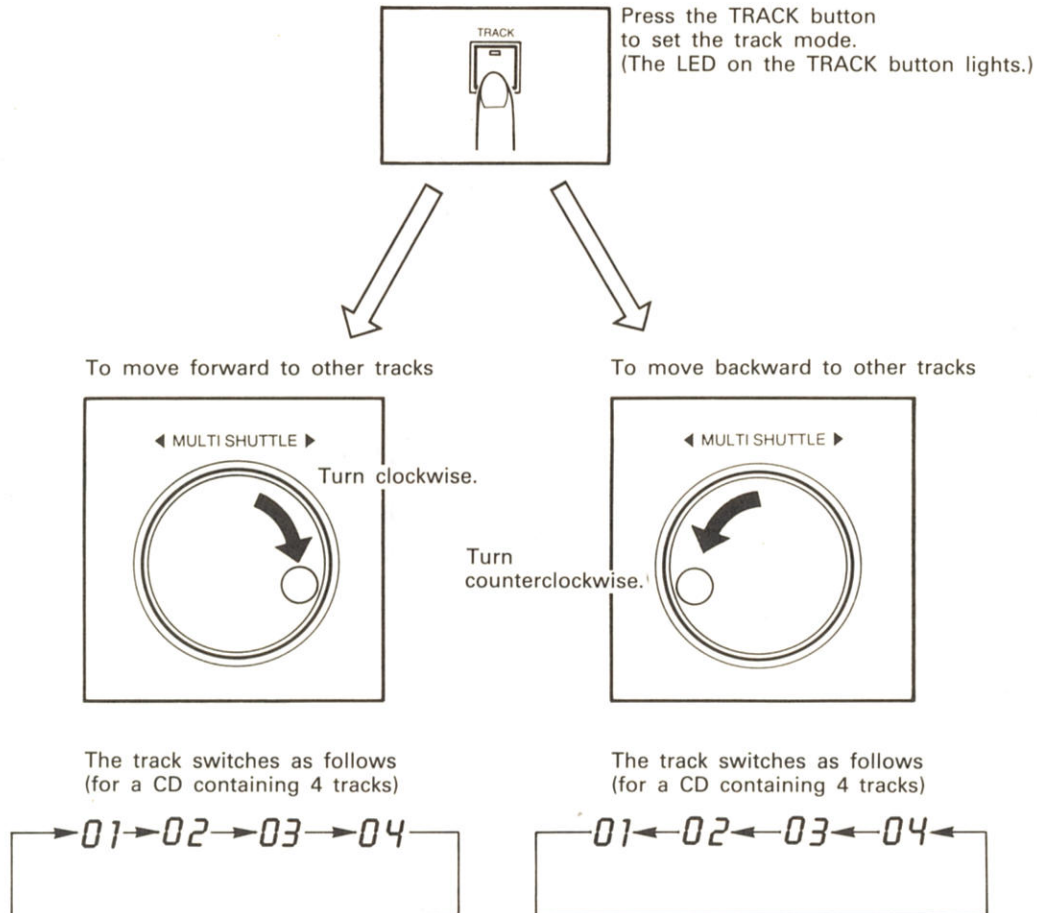 TRACK
Press the TRACK button
to set the track mode.
(The LED on the TRACK button lights.)
To move forward to other tracks
◀ MULTI SHUTTLE ▶
Turn clockwise.
The track switches as follows
(for a CD containing 4 tracks)
01→02→03→04
To move backward to other tracks
◀ MULTI SHUTTLE ▶
Turn
counterclockwise.
The track switches as follows
(for a CD containing 4 tracks)
01←02←03←04